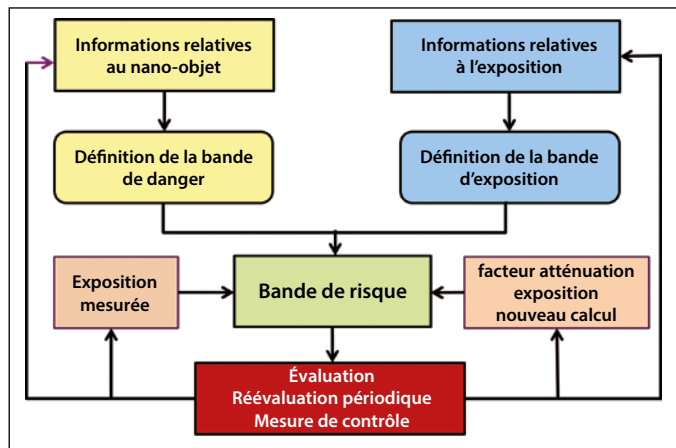 Informations relatives
au nano-objet
Informations relatives
à l'exposition
Définition de la bande
de danger
Définition de la bande
d'exposition
Exposition
mesurée
Bande de risque
facteur atténuation
exposition
nouveau calcul
Évaluation
Réévaluation périodique
Mesure de contrôle